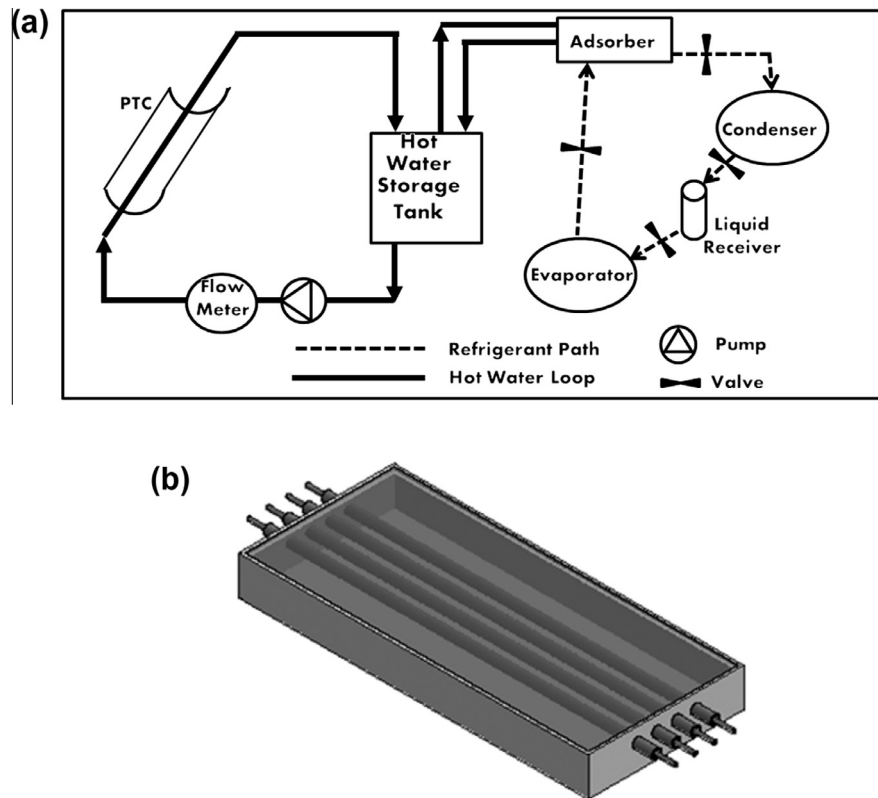 (a)
PTC
Adsorber
Condenser
Hot
Water
Storage
Tank
Liquid
Receiver
Evaporator
Flow
Meter
Refrigerant Path
Pump
Hot Water Loop
Valve
(b)